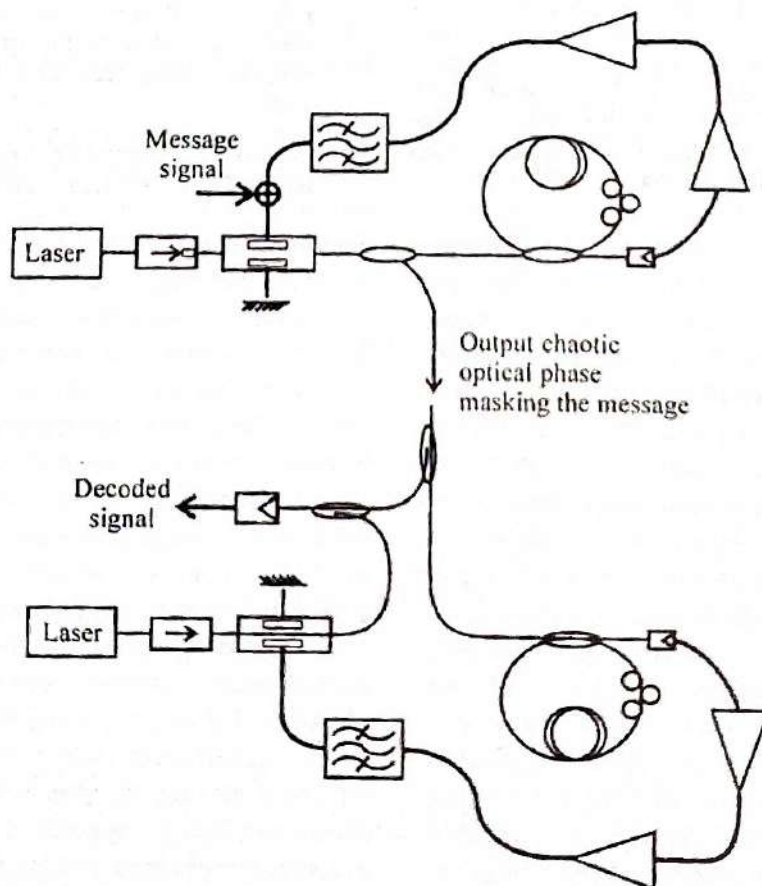 Message
signal
Laser
Output chaotic
optical phase
masking the message
Decoded
signal
Laser